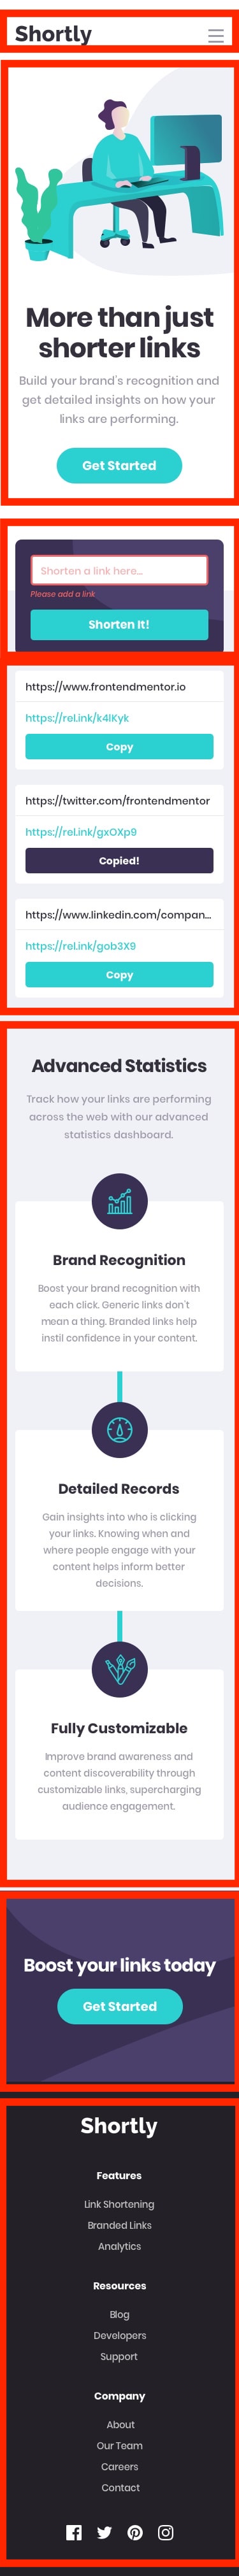 Shortly
More than just
shorter links
Build your brand's recognition and
get detailed insights on how your
links are performing.
Get Started
Shorten a link here...
Please add a link
Shorten It!
https://www.frontendmentor.io
https://rel.ink/k4lKyk
Copy
https://twitter.com/frontendmentor
https://rel.ink/gxOXp9
Copied!
https://www.linkedin.com/compan...
https://rel.ink/gob3X9
Copy
Advanced Statistics
Track how your links are performing
across the web with our advanced
statistics dashboard.
Brand Recognition
Boost your brand recognition with
each click. Generic links don't
mean a thing. Branded links help
instil confidence in your content.
Detailed Records
Gain insights into who is clicking
your links. Knowing when and
where people engage with your
content helps inform better
decisions.
Fully Customizable
Improve brand awareness and
content discoverability through
customizable links, supercharging
audience engagement.
Boost your links today
Get Started
Shortly
Features
Link Shortening
Branded Links
Analytics
Resources
Blog
Developers
Support
Company
About
Our Team
Careers
Contact